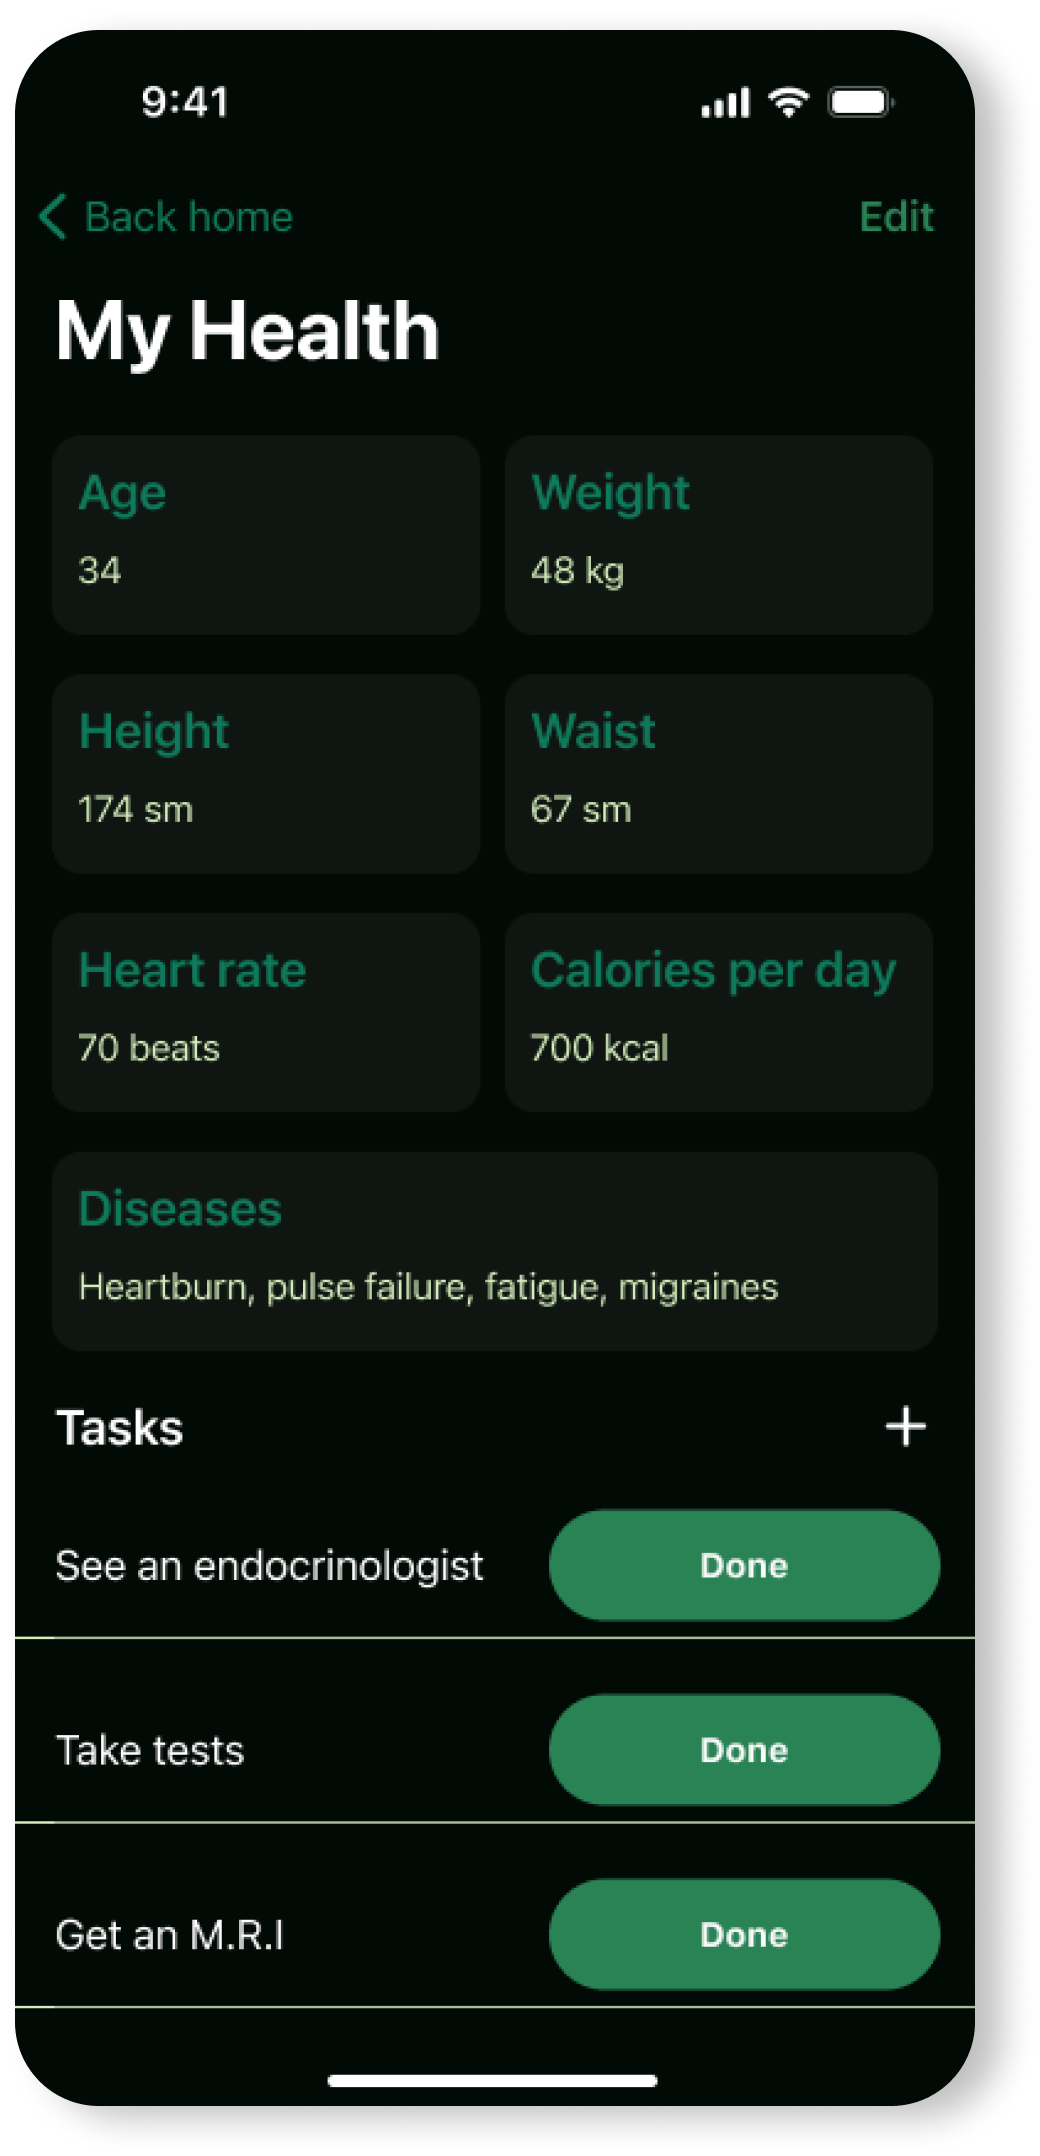 9:41
Back home
Edit
My Health
Age
34
Weight
48 kg
Height
174 sm
Waist
67 sm
Heart rate
70 beats
Calories per day
700 kcal
Diseases
Heartburn, pulse failure, fatigue, migraines
Tasks
See an endocrinologist
Done
Take tests
Done
Get an M.R.I
Done